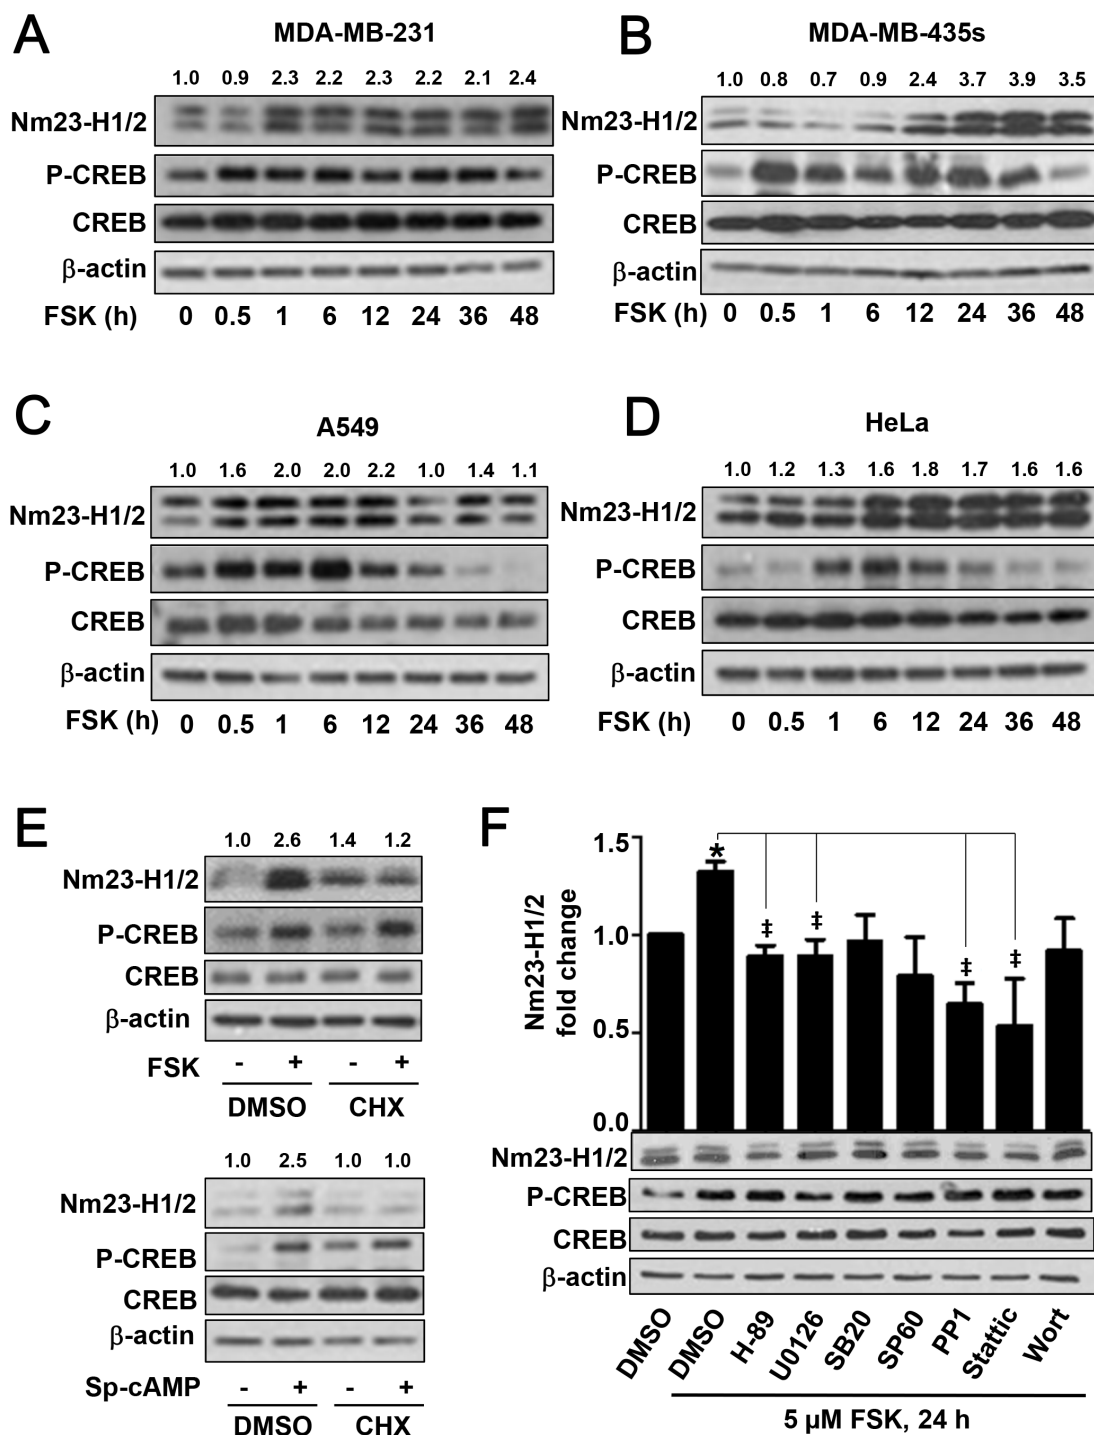 A
MDA-MB-231
1.0 0.9 2.3 2.2 2.3 2.2 2.1 2.4
Nm23-H1/2
P-CREB
CREB
β-actin
FSK (h) 0 0.5 1 6 12 24 36 48
B
MDA-MB-435s
1.0 0.8 0.7 0.9 2.4 3.7 3.9 3.5
Nm23-H1/2
P-CREB
CREB
β-actin
FSK (h) 0 0.5 1 6 12 24 36 48
C
A549
1.0 1.6 2.0 2.0 2.2 1.0 1.4 1.1
Nm23-H1/2
P-CREB
CREB
β-actin
FSK (h) 0 0.5 1 6 12 24 36 48
D
HeLa
1.0 1.2 1.3 1.6 1.8 1.7 1.6 1.6
Nm23-H1/2
P-CREB
CREB
β-actin
FSK (h) 0 0.5 1 6 12 24 36 48
E
1.0 2.6 1.4 1.2
Nm23-H1/2
P-CREB
CREB
β-actin
FSK - + - +
DMSO CHX
1.0 2.5 1.0 1.0
Nm23-H1/2
P-CREB
CREB
β-actin
Sp-cAMP - + - +
DMSO CHX
F
Nm23-H1/2
fold change
1.5
1.0
0.5
0.0
* ‡ ‡ ‡ ‡
Nm23-H1/2
P-CREB
CREB
β-actin
DMSO DMSO H-89 U0126 SB20 SP60 PP1 Stattic Wort
5 μM FSK, 24 h